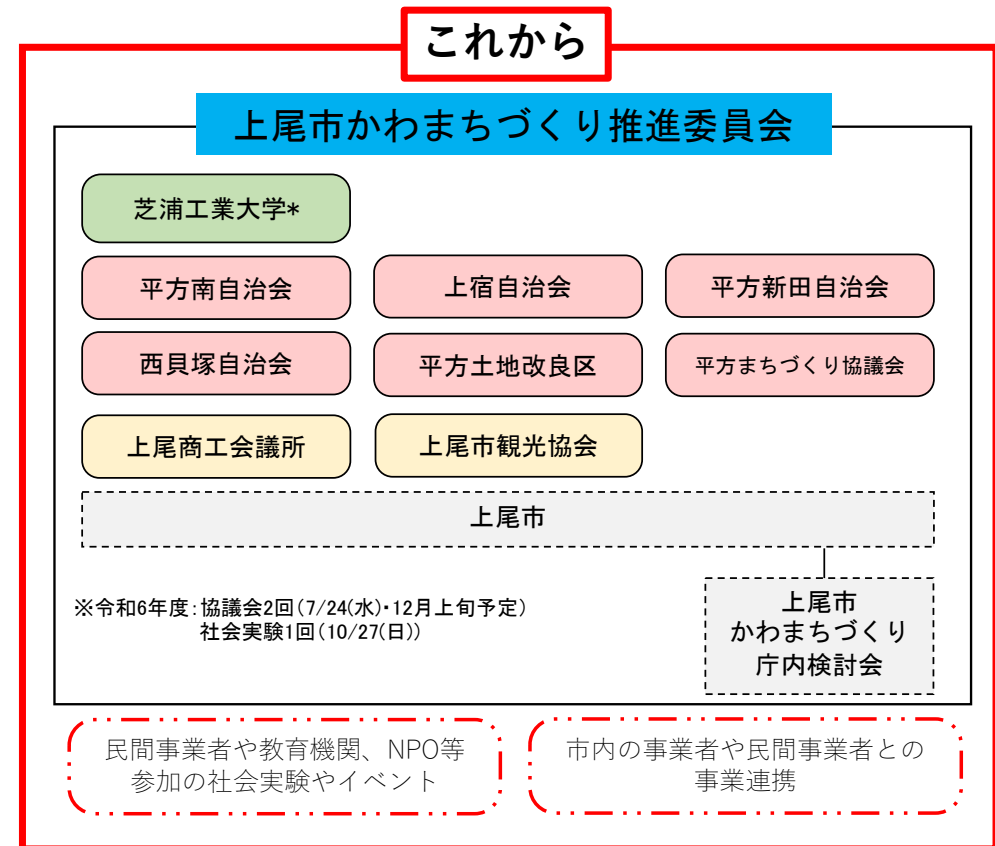 これから
上尾市かわまちづくり推進委員会
芝浦工業大学*
平方南自治会
上宿自治会
平方新田自治会
西貝塚自治会
平方土地改良区
平方まちづくり協議会
上尾商工会議所
上尾市観光協会
上尾市
※令和6年度：協議会2回（7/24(水)・12月上旬予定）
社会実験1回（10/27(日)）
上尾市
かわまちづくり
庁内検討会
民間事業者や教育機関、NPO等
参加の社会実験やイベント
市内の事業者や民間事業者との
事業連携